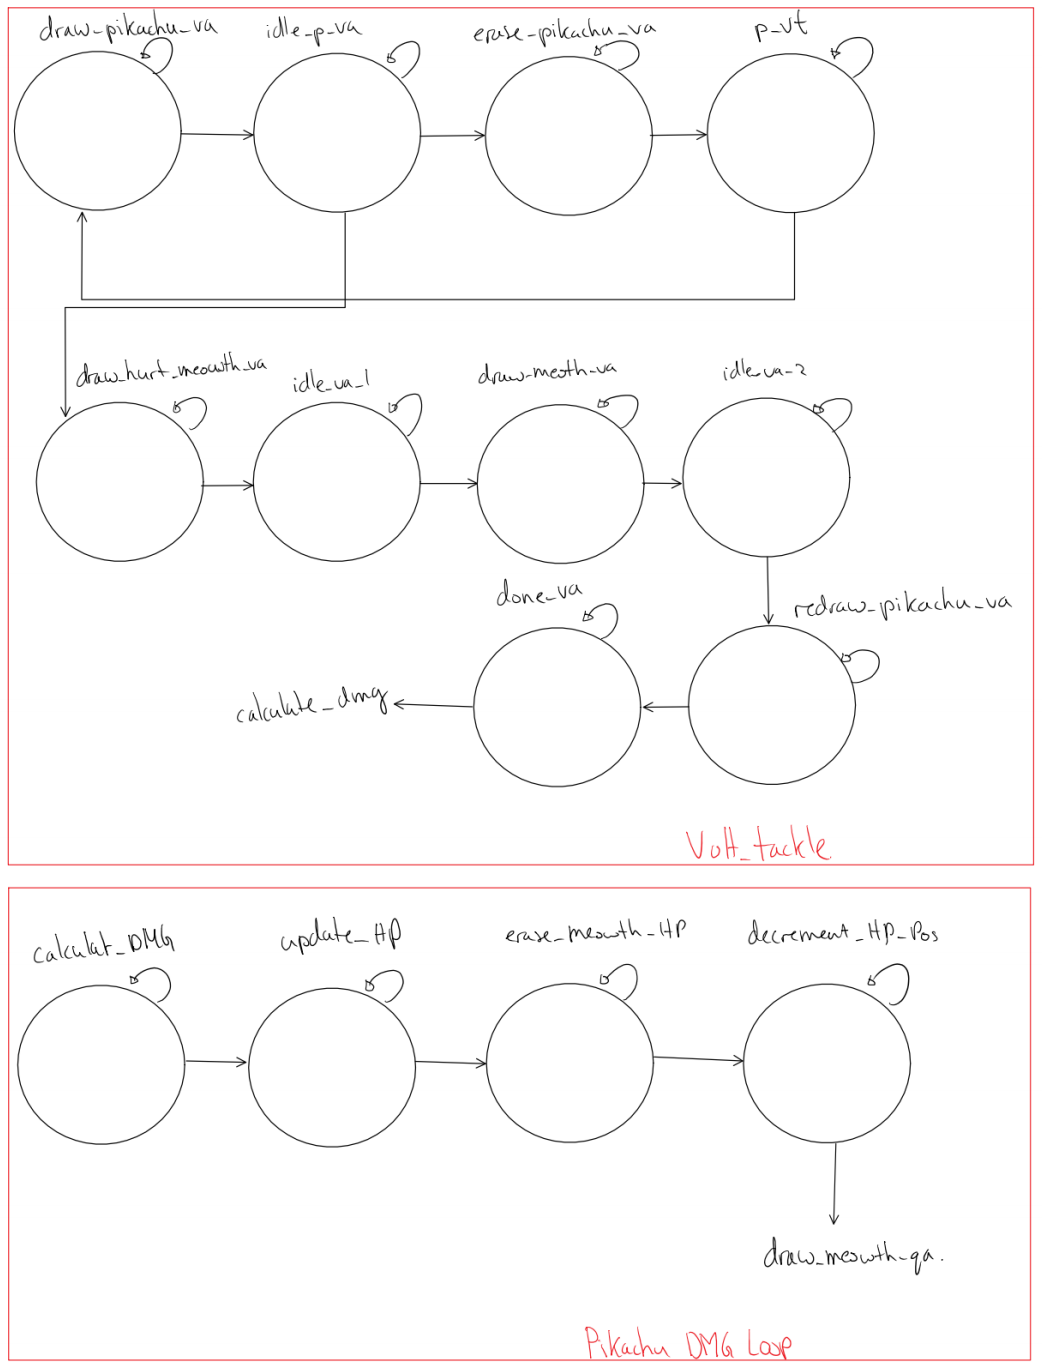 draw_pikachu_va
idle_p_va
erase_pikachu_va
p_vt
draw_hurt_meowth_va
idle_va_1
draw_meoth_va
idle_va_2
done_va
redraw_pikachu_va
calculate_dmg
Volt_tackle
calculat_DMG
update_HP
erase_meowth_HP
decrement_HP_Pos
draw_meowth_qa.
Pikachu DMG Loop